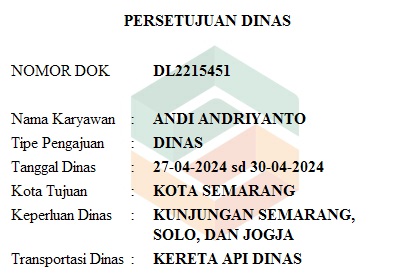 PERSETUJUAN DINAS
NOMOR DOK DL2215451
Nama Karyawan : ANDI ANDRIYANTO
Tipe Pengajuan : DINAS
Tanggal Dinas : 27-04-2024 sd 30-04-2024
Kota Tujuan : KOTA SEMARANG
Keperluan Dinas : KUNJUNGAN SEMARANG,
SOLO, DAN JOGJA
Transportasi Dinas : KERETA API DINAS